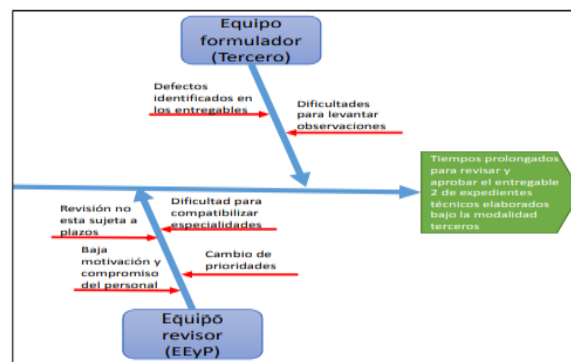 Equipo
formulador
(Tercero)
Defectos
identificados en
los entregables
Dificultades
para levantar
observaciones
Tiempos prolongados
para revisar y
aprobar el entregable
2 de expedientes
técnicos elaborados
bajo la modalidad
terceros
Revisión no
esta sujeta a
plazos
Dificultad para
compatibilizar
especialidades
Baja
motivación y
compromiso
del personal
Cambio de
prioridades
Equipo
revisor
(EEyP)